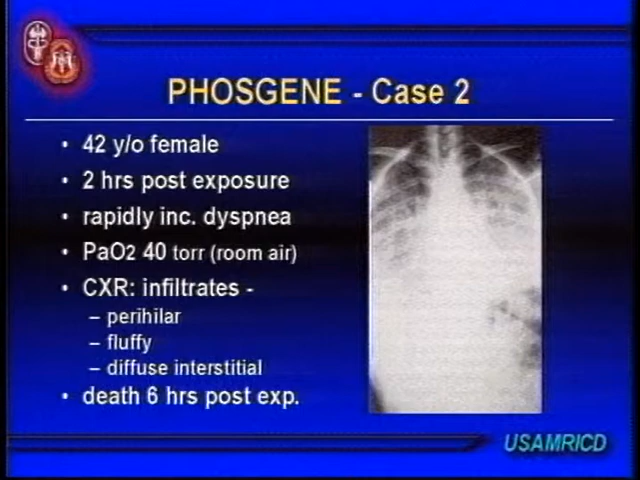 PHOSGENE - Case 2
• 42 y/o female
• 2 hrs post exposure
• rapidly inc. dyspnea
• PaO2 40 torr (room air)
• CXR: infiltrates -
– perihilar
– fluffy
– diffuse interstitial
• death 6 hrs post exp.
USAMRICD